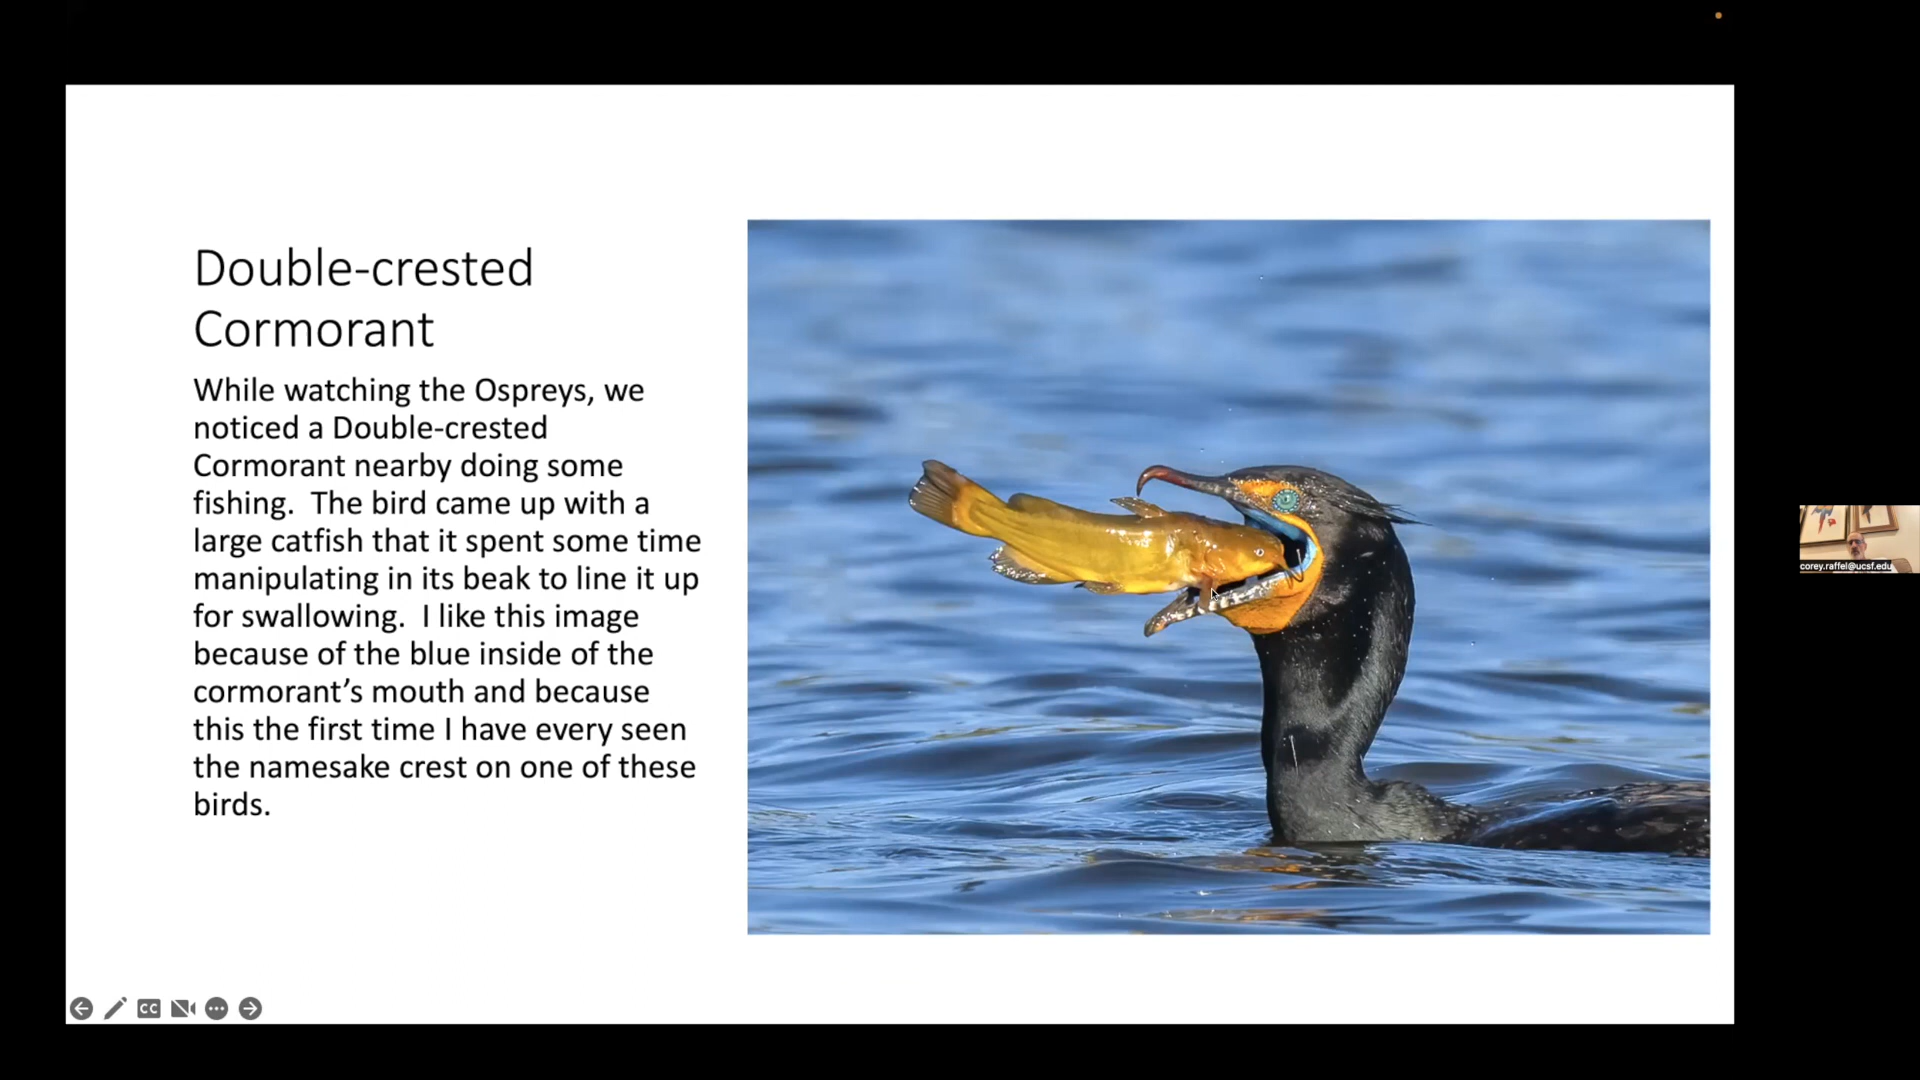 Double-crested
Cormorant
While watching the Ospreys, we
noticed a Double-crested
Cormorant nearby doing some
fishing.  The bird came up with a
large catfish that it spent some time
manipulating in its beak to line it up
for swallowing.  I like this image
because of the blue inside of the
cormorant’s mouth and because
this the first time I have every seen
the namesake crest on one of these
birds.
corey.raffel@ucsf.edu
CC